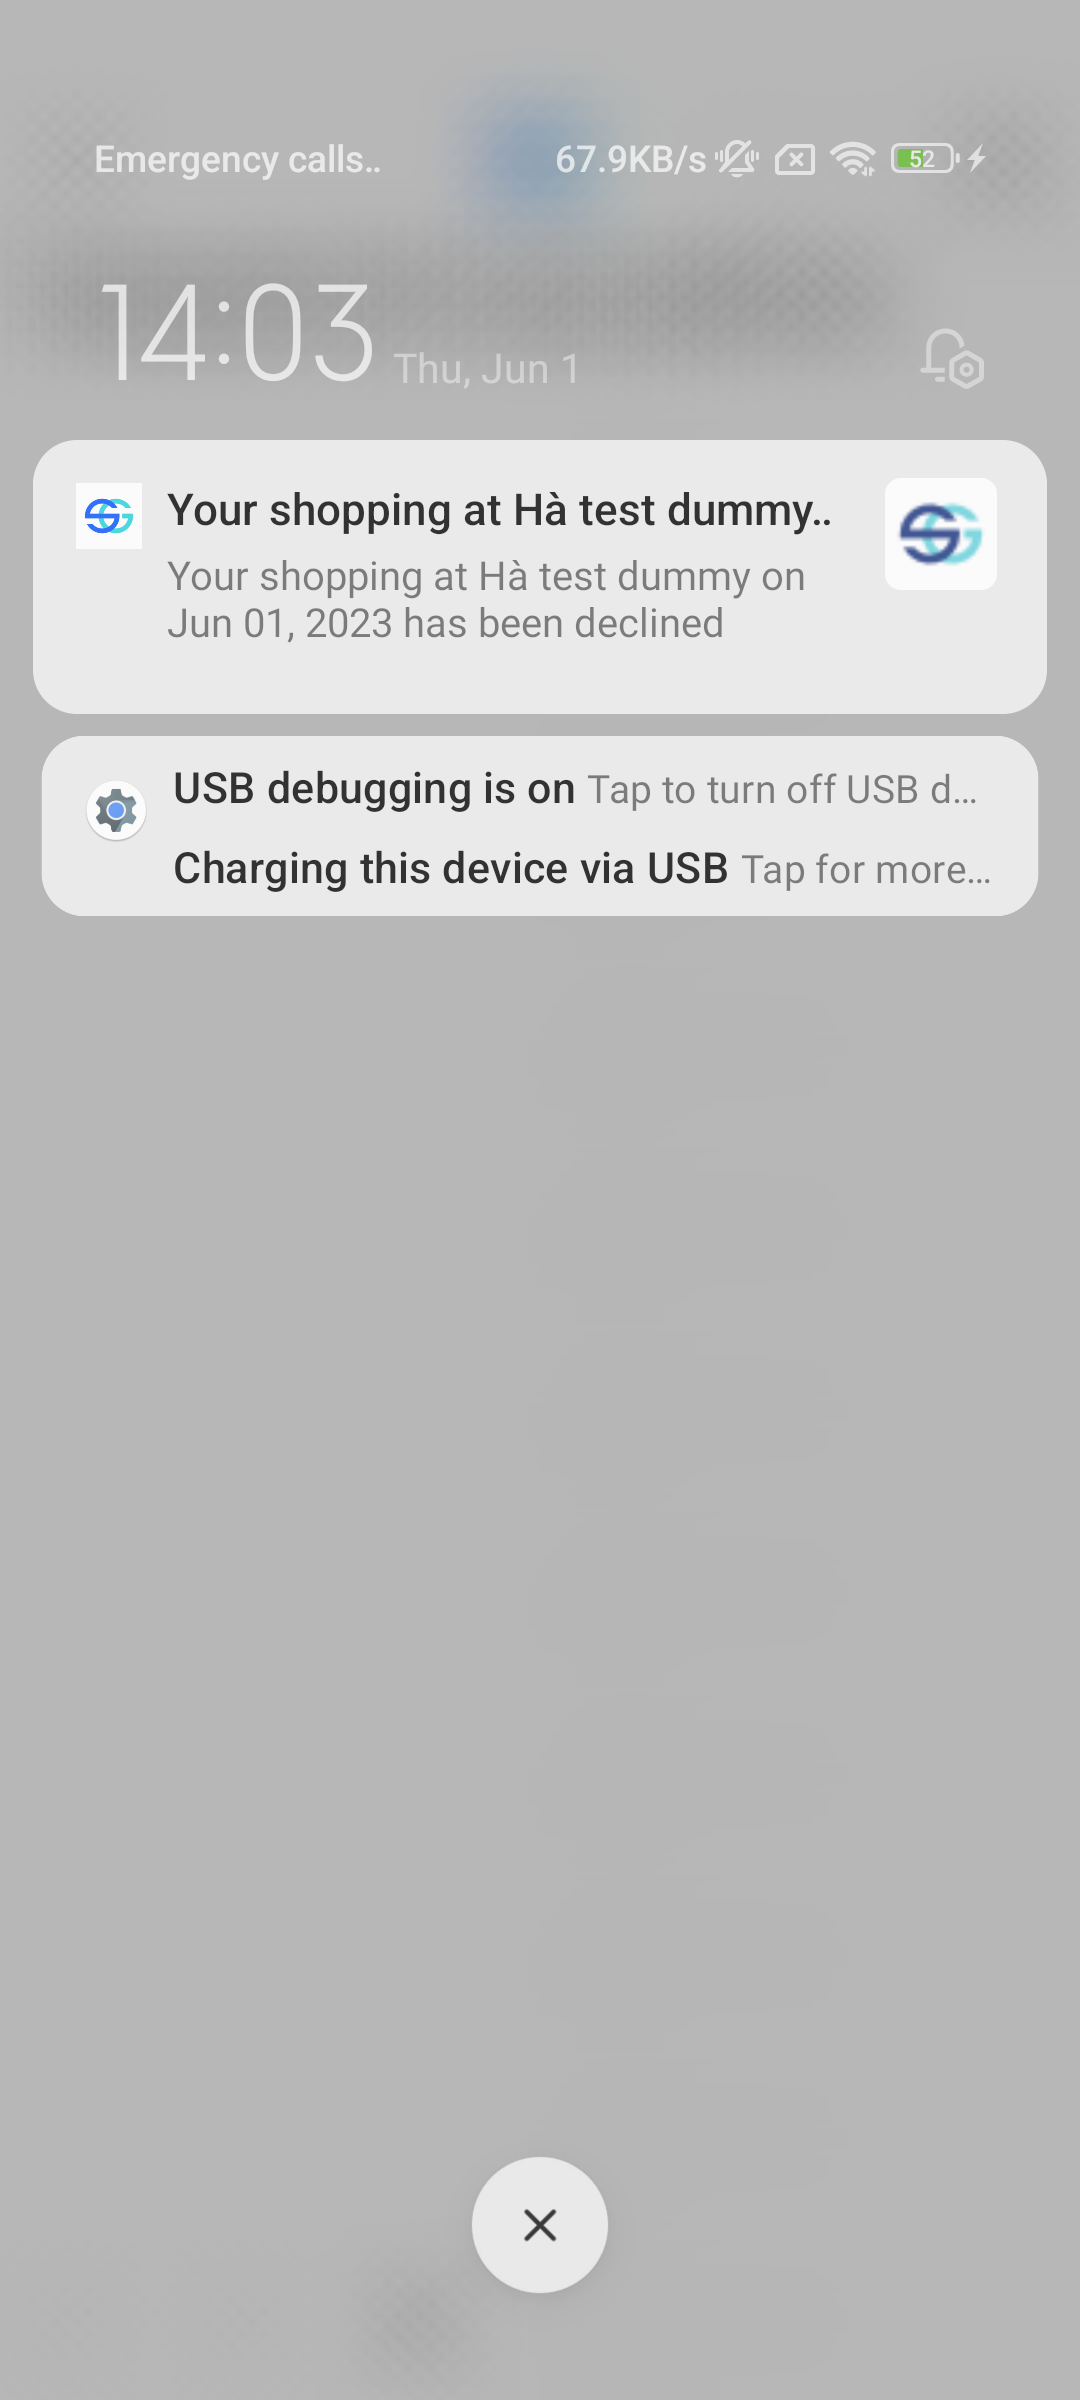 Emergency calls..
67.9KB/s
52
14:03 Thu, Jun 1
Your shopping at Hà test dummy..
Your shopping at Hà test dummy on
Jun 01, 2023 has been declined
USB debugging is on Tap to turn off USB d...
Charging this device via USB Tap for more...